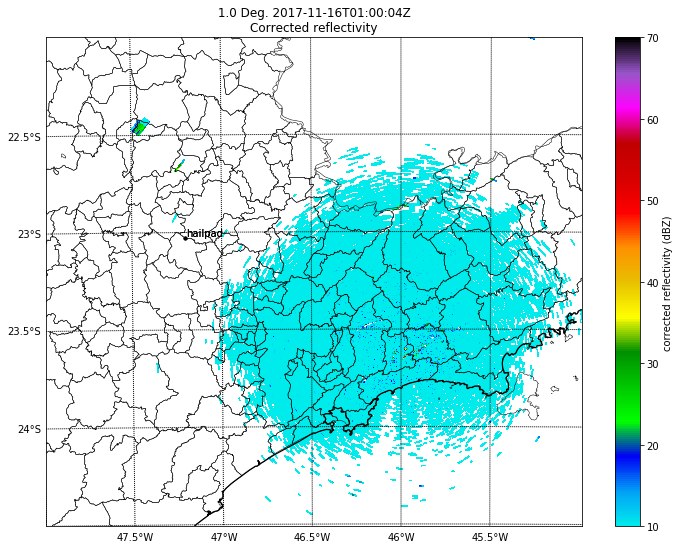 1.0 Deg. 2017-11-16T01:00:04Z
Corrected reflectivity
70
60
50
40
30
20
10
corrected reflectivity (dBZ)
22.5°S
23°S
23.5°S
24°S
hailpad
47.5°W
47°W
46.5°W
46°W
45.5°W